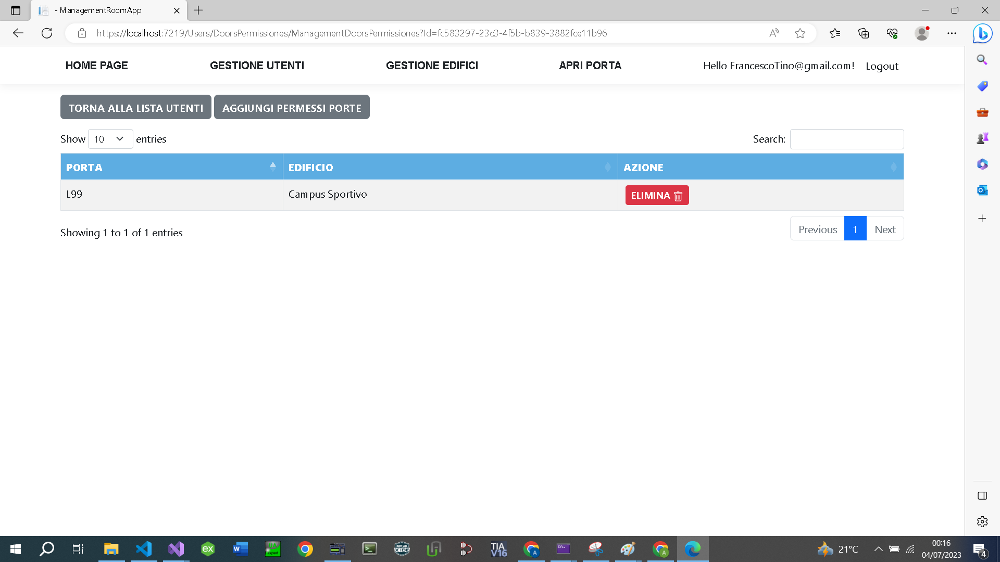 - ManagementRoomApp
https://localhost:7219/Users/DoorsPermissiones/ManagementDoorsPermissiones?Id=fc583297-23c3-4f5b-b839-3882fce11b96
HOME PAGE GESTIONE UTENTI GESTIONE EDIFICI APRI PORTA Hello FrancescoTino@gmail.com! Logout
TORNA ALLA LISTA UTENTI AGGIUNGI PERMESSI PORTE
Show 10 entries Search:
PORTA EDIFICIO AZIONE
L99 Campus Sportivo ELIMINA
Showing 1 to 1 of 1 entries Previous 1 Next
21°C 00:16
04/07/2023 4